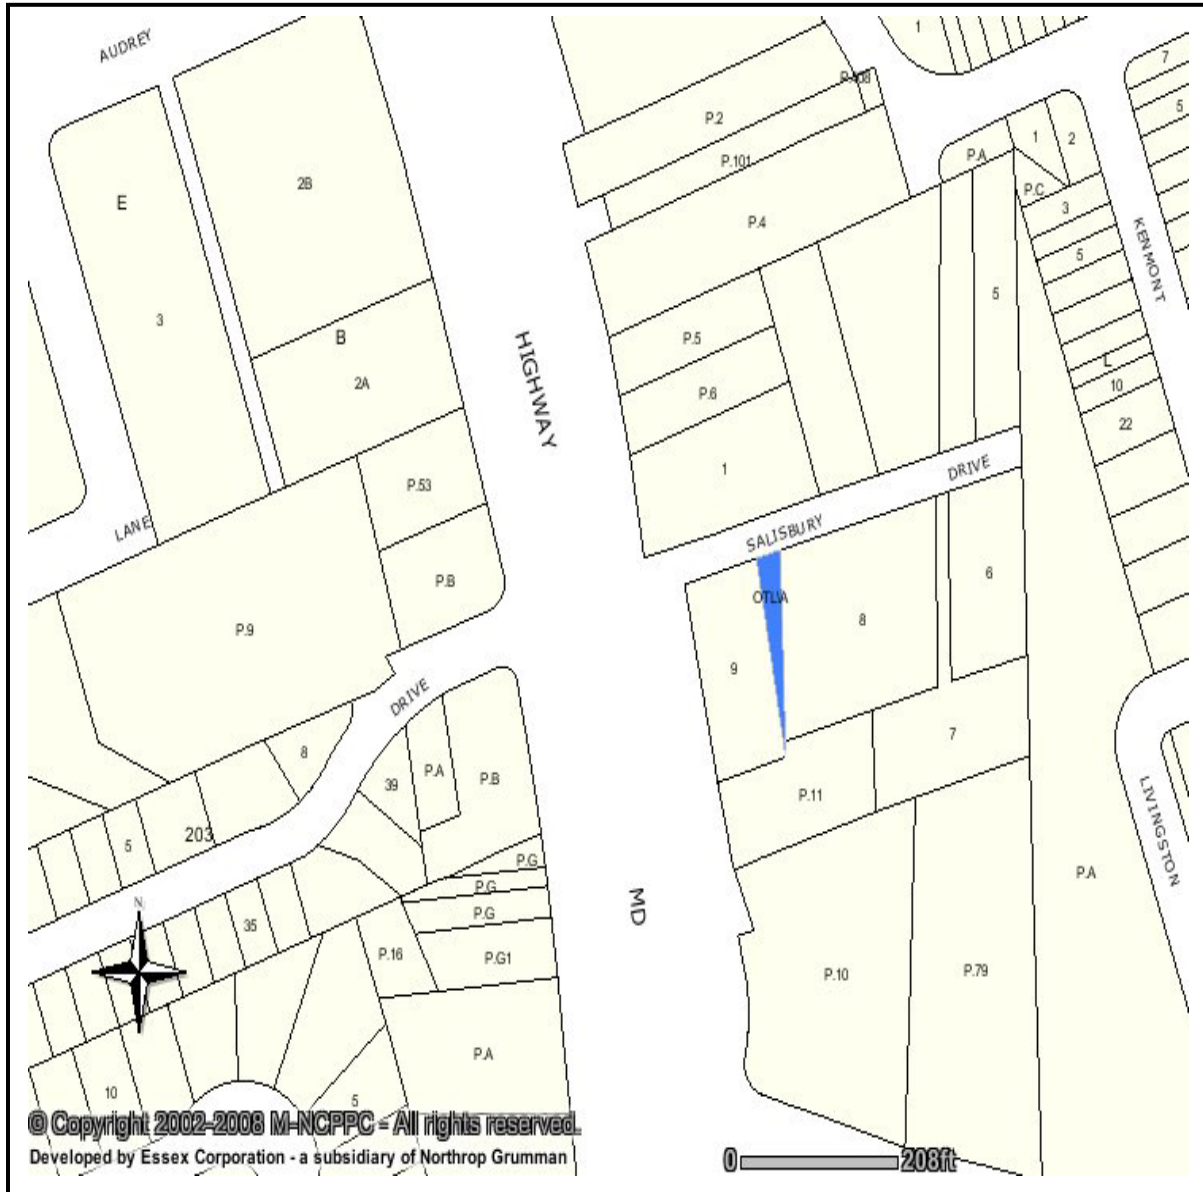 AUDREY
1
7
P.108
5
P.2
1
2
P.A
P.101
2B
P.C
E
3
P.4
KENMONT
5
5
3
HIGHWAY
B
P.5
L
2A
10
P.6
22
1
DRIVE
P.53
LANE
SALISBURY
6
P.B
OTLVA
8
P.9
9
DRIVE
7
8
P.A
P.B
39
P.11
LIVINGSTON
203
5
P.G
P.A
P.G
MD
N
P.G
35
P.16
P.G1
P.10
P.79
P.A
10
5
© Copyright 2002-2008 M-NCPPC - All rights reserved.
Developed by Essex Corporation - a subsidiary of Northrop Grumman
0 208ft